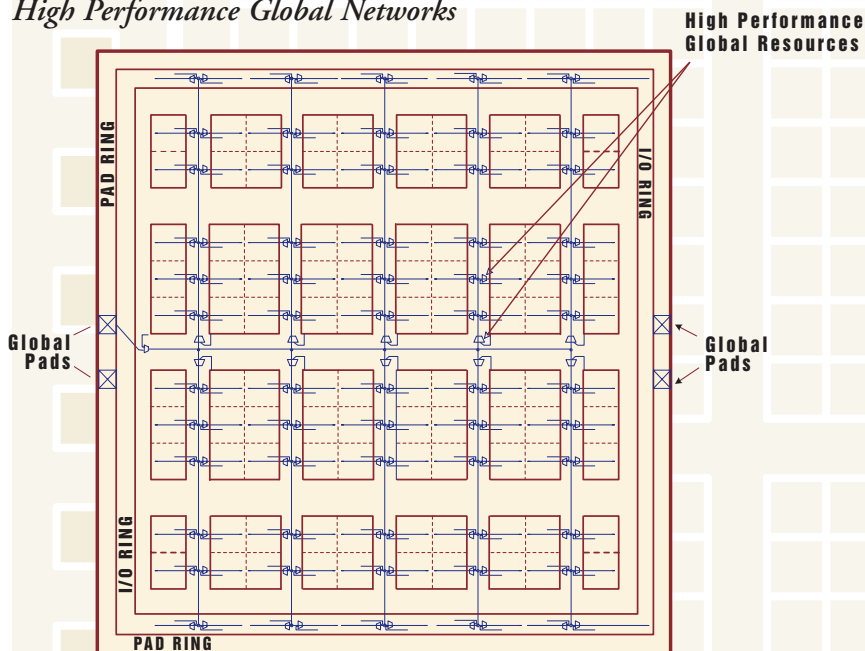 High Performance Global Networks
High Performance
Global Resources
PAD RING
I/O RING
Global
Pads
Global
Pads
I/O RING
PAD RING